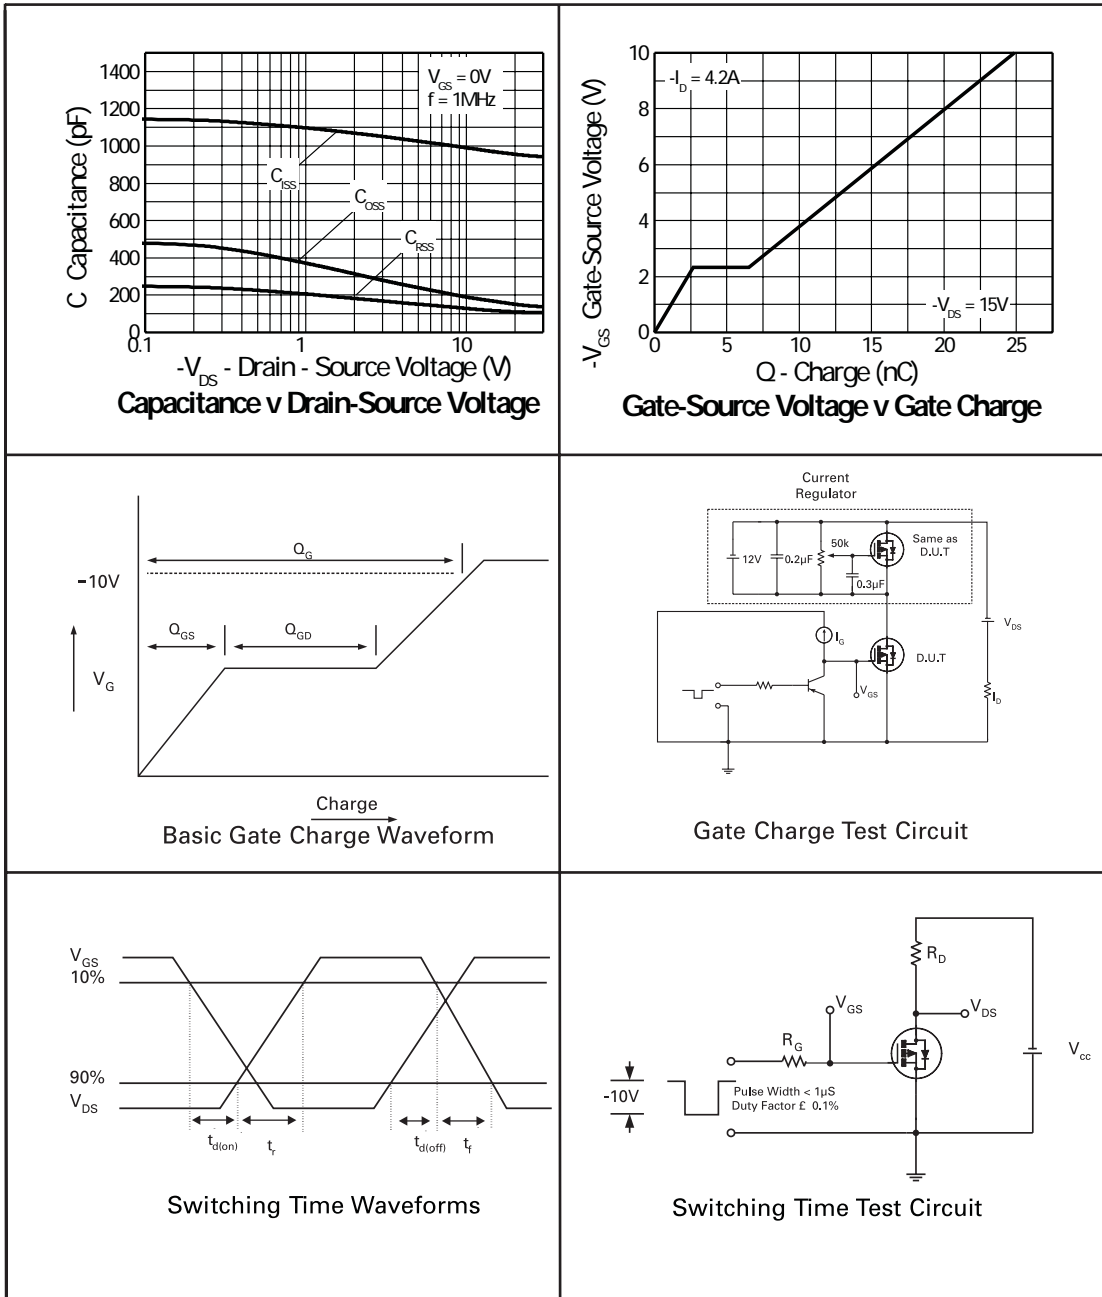 1400
1200
1000
800
600
400
200
0
0.1
1
10
V_GS = 0V
f = 1MHz
C_ISS
C_OSS
C_RSS
C Capacitance (pF)
-V_DS - Drain - Source Voltage (V)
Capacitance v Drain-Source Voltage
10
8
6
4
2
0
0
5
10
15
20
25
-I_D = 4.2A
-V_DS = 15V
-V_GS Gate-Source Voltage (V)
Q - Charge (nC)
Gate-Source Voltage v Gate Charge
Q_G
-10V
Q_GS
Q_GD
V_G
Charge
Basic Gate Charge Waveform
Current
Regulator
12V
0.2µF
50k
0.3µF
Same as
D.U.T
I_G
V_DS
D.U.T
V_GS
I_D
Gate Charge Test Circuit
V_GS
10%
90%
V_DS
t_d(on)
t_r
t_d(off)
t_f
Switching Time Waveforms
R_D
V_GS
V_DS
R_G
V_cc
-10V
Pulse Width < 1µS
Duty Factor £ 0.1%
Switching Time Test Circuit